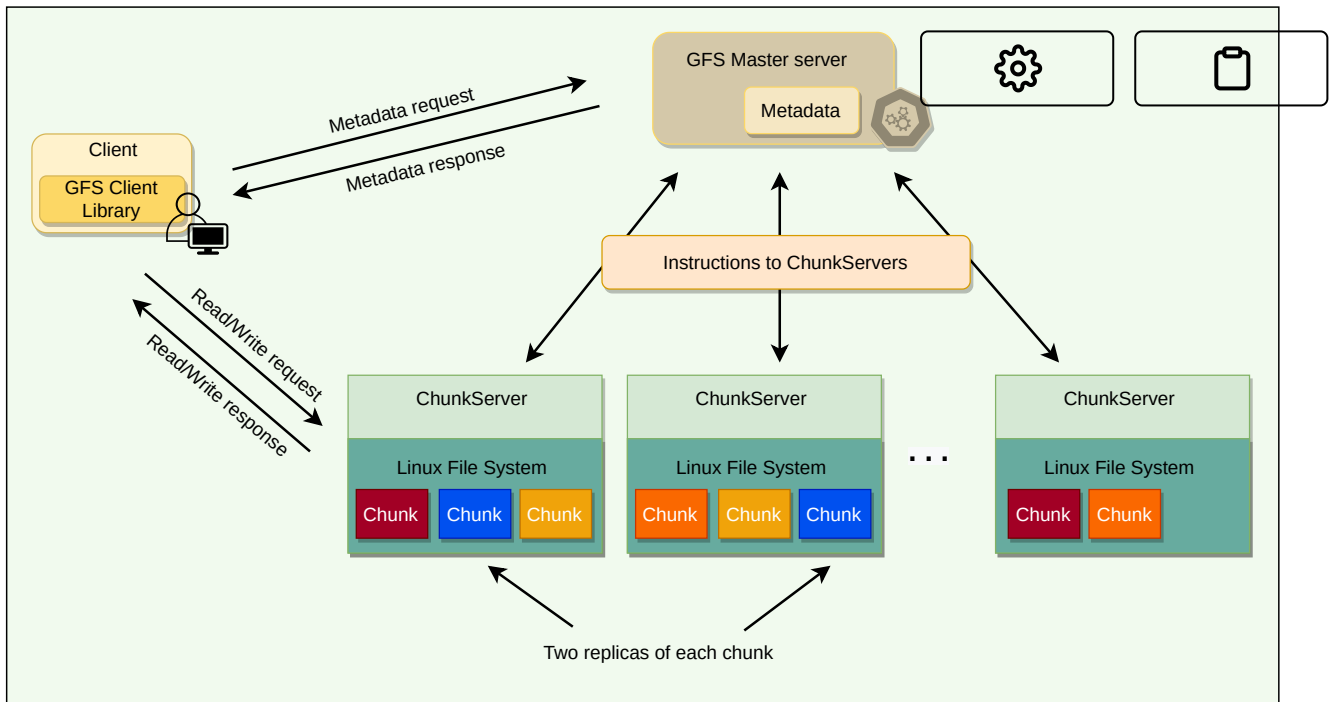 GFS Master server
Metadata
Metadata request
Metadata response
Client
GFS Client
Library
Instructions to ChunkServers
Read/Write request
Read/Write response
ChunkServer
ChunkServer
ChunkServer
Linux File System
Linux File System
...
Linux File System
Chunk
Chunk
Chunk
Chunk
Chunk
Chunk
Chunk
Chunk
Two replicas of each chunk